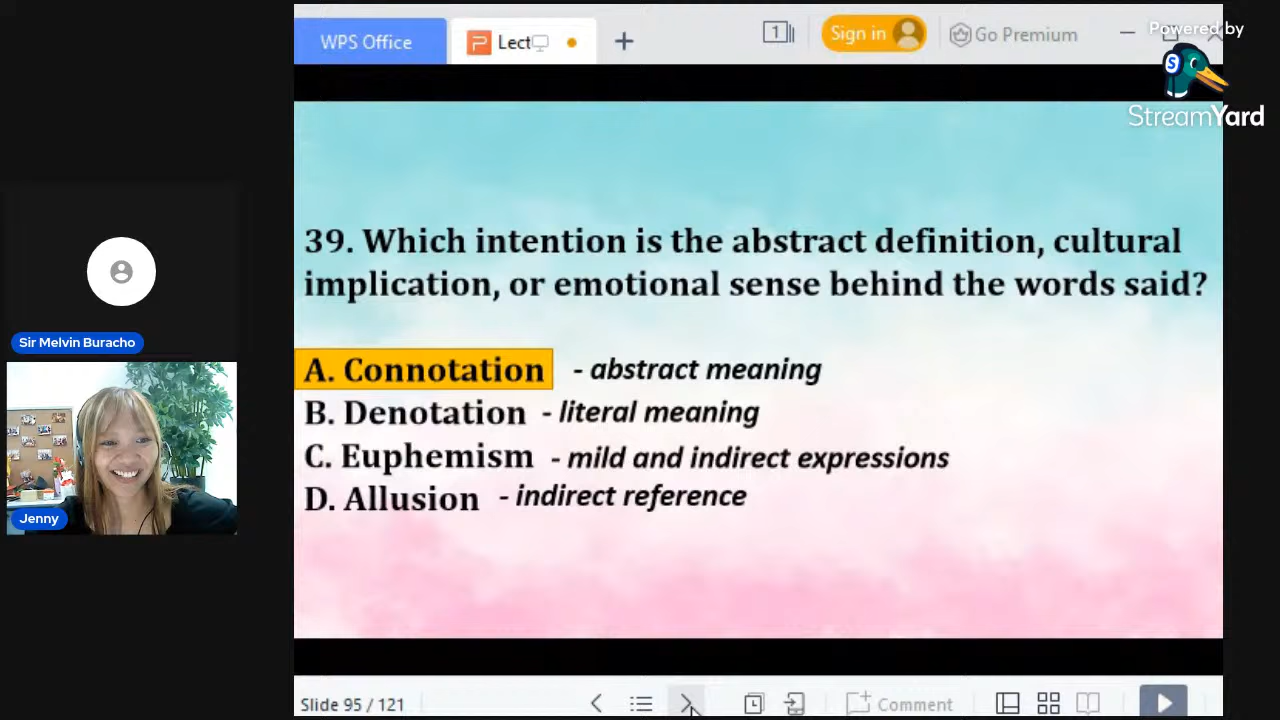 WPS Office
Lect
1
Sign in
Go Premium
Powered by
StreamYard
39. Which intention is the abstract definition, cultural
implication, or emotional sense behind the words said?
A. Connotation - abstract meaning
B. Denotation - literal meaning
C. Euphemism - mild and indirect expressions
D. Allusion - indirect reference
Sir Melvin Buracho
Jenny
Slide 95 / 121
Comment